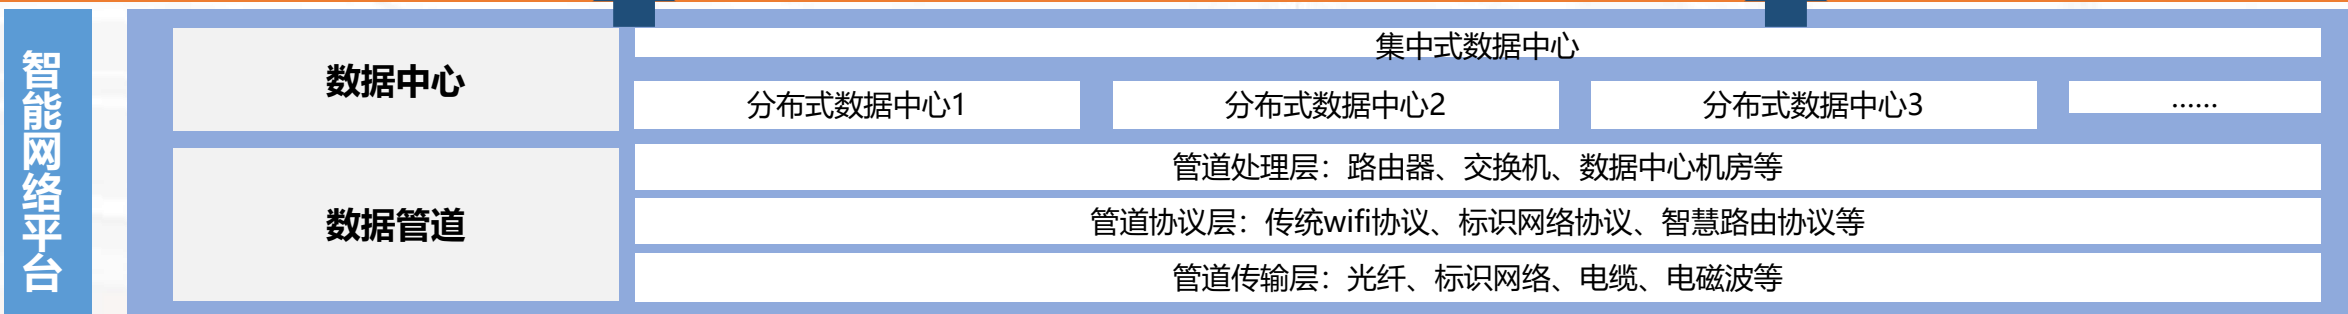 智能网络平台
数据中心
集中式数据中心
分布式数据中心1
分布式数据中心2
分布式数据中心3
……
数据管道
管道处理层：路由器、交换机、数据中心机房等
管道协议层：传统wifi协议、标识网络协议、智慧路由协议等
管道传输层：光纤、标识网络、电缆、电磁波等